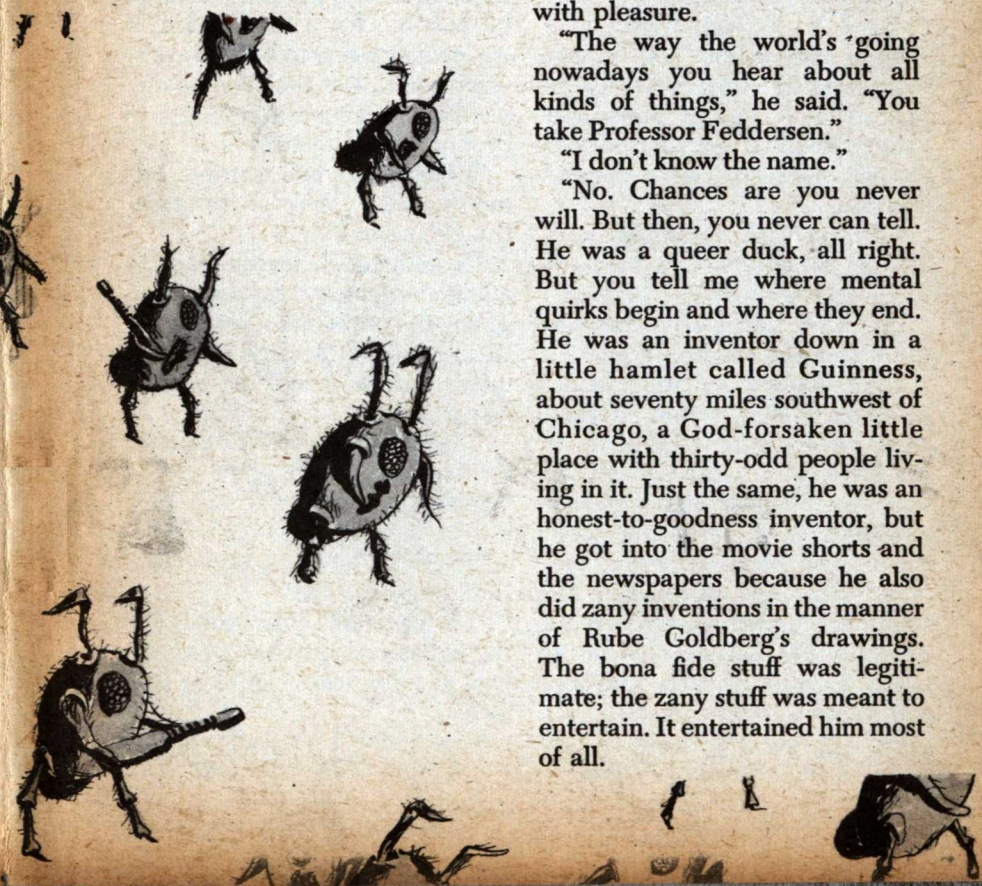 with pleasure.
“The way the world’s going
nowadays you hear about all
kinds of things,” he said. “You
take Professor Feddersen.”
“I don’t know the name.”
“No. Chances are you never
will. But then, you never can tell.
He was a queer duck, all right.
But you tell me where mental
quirks begin and where they end.
He was an inventor down in a
little hamlet called Guinness,
about seventy miles southwest of
Chicago, a God-forsaken little
place with thirty-odd people liv-
ing in it. Just the same, he was an
honest-to-goodness inventor, but
he got into the movie shorts and
the newspapers because he also
did zany inventions in the manner
of Rube Goldberg’s drawings.
The bona fide stuff was legiti-
mate; the zany stuff was meant to
entertain. It entertained him most
of all.